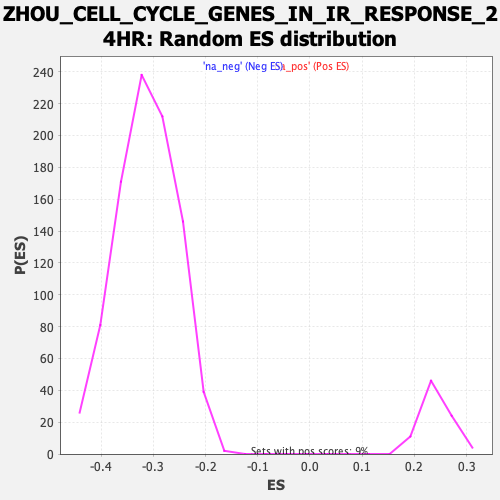 ZHOU_CELL_CYCLE_GENES_IN_IR_RESPONSE_2
4HR: Random ES distribution
'na_neg' (Neg ES) a_pos' (Pos ES)
240
220
200
180
160
140
120
100
80
60
40
20
0
P(ES)
Sets with pos scores: 9%
-0.4 -0.3 -0.2 -0.1 0.0 0.1 0.2 0.3
ES